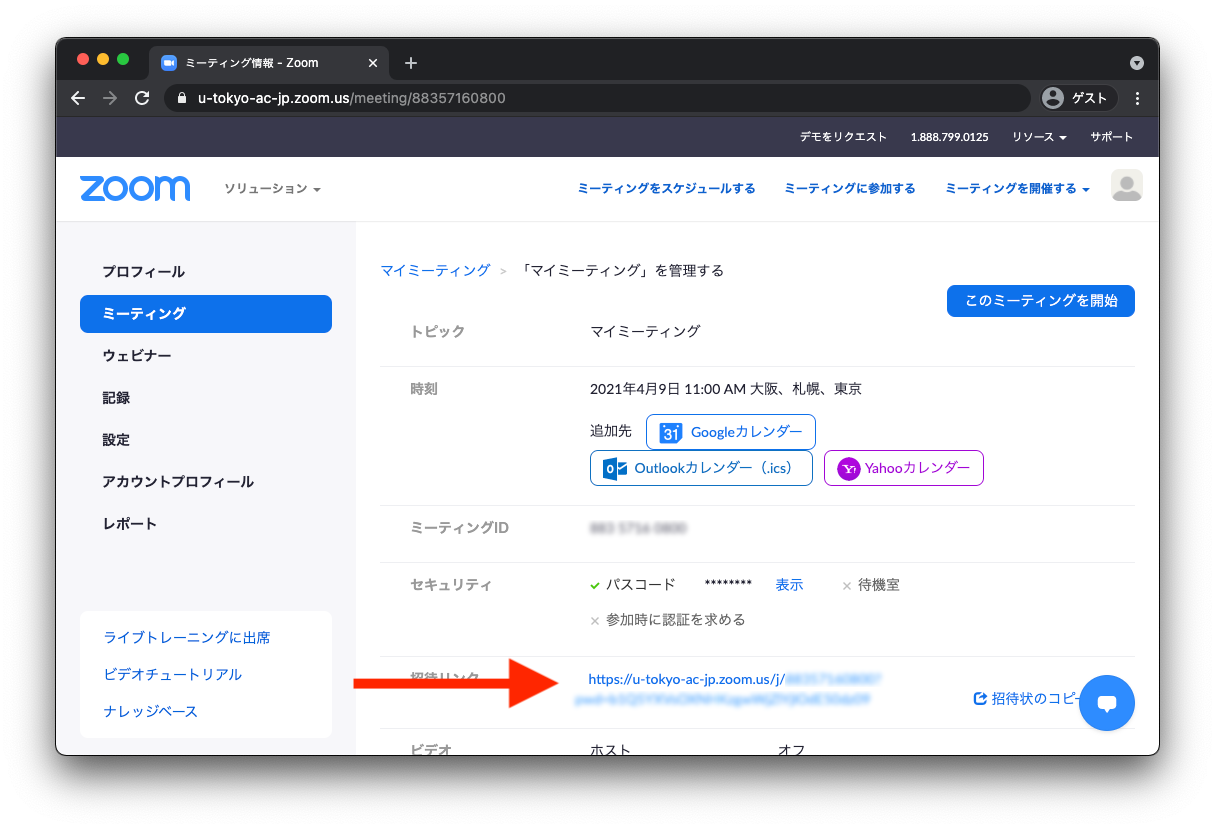 ミーティング情報 - Zoom
u-tokyo-ac-jp.zoom.us/meeting/88357160800
ゲスト
デモをリクエスト 1.888.799.0125 リソース サポート
zoom ソリューション ミーティングをスケジュールする ミーティングに参加する ミーティングを開催する
プロフィール
ミーティング
ウェビナー
記録
設定
アカウントプロフィール
レポート
ライブトレーニングに出席
ビデオチュートリアル
ナレッジベース
マイミーティング > 「マイミーティング」を管理する
このミーティングを開始
トピック マイミーティング
時刻 2021年4月9日 11:00 AM 大阪、札幌、東京
追加先 31 Googleカレンダー
Outlookカレンダー（.ics） Yahooカレンダー
ミーティングID
セキュリティ パスコード ******** 表示 待機室
参加時に認証を求める
招待リンク https://u-tokyo-ac-jp.zoom.us/j/
招待状のコピー
ビデオ ホスト オフ